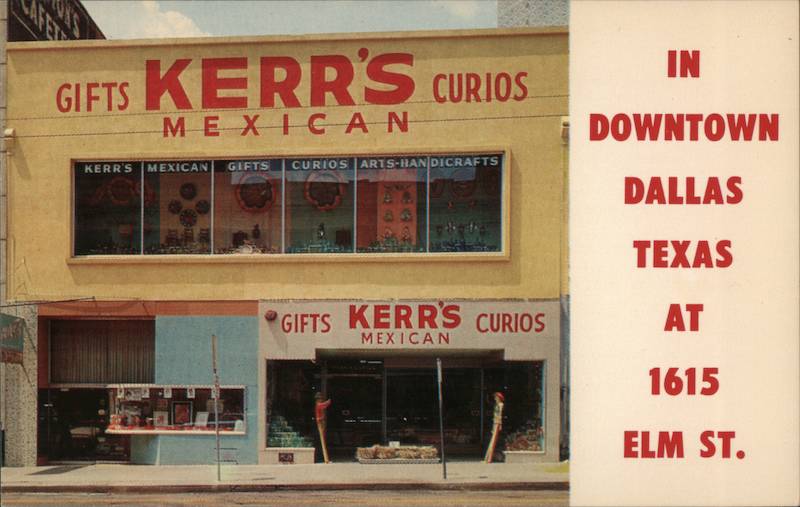 CAFETE
GIFTS KERR'S CURIOS
MEXICAN
KERR'S MEXICAN GIFTS CURIOS ARTS-HANDICRAFTS
GIFTS KERR'S CURIOS
MEXICAN
IN
DOWNTOWN
DALLAS
TEXAS
AT
1615
ELM ST.